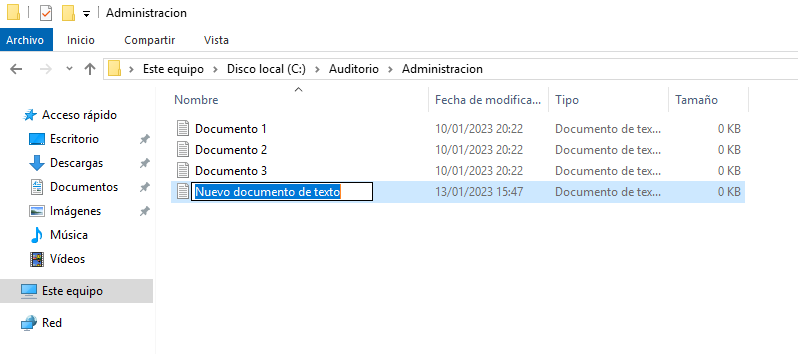 Administracion
Archivo Inicio Compartir Vista
Este equipo Disco local (C:) Auditorio Administracion
Nombre Fecha de modifica... Tipo Tamaño
Acceso rápido
Escritorio
Descargas
Documentos
Imágenes
Música
Vídeos
Este equipo
Red
Documento 1 10/01/2023 20:22 Documento de tex... 0 KB
Documento 2 10/01/2023 20:22 Documento de tex... 0 KB
Documento 3 10/01/2023 20:22 Documento de tex... 0 KB
Nuevo documento de texto 13/01/2023 15:47 Documento de tex... 0 KB